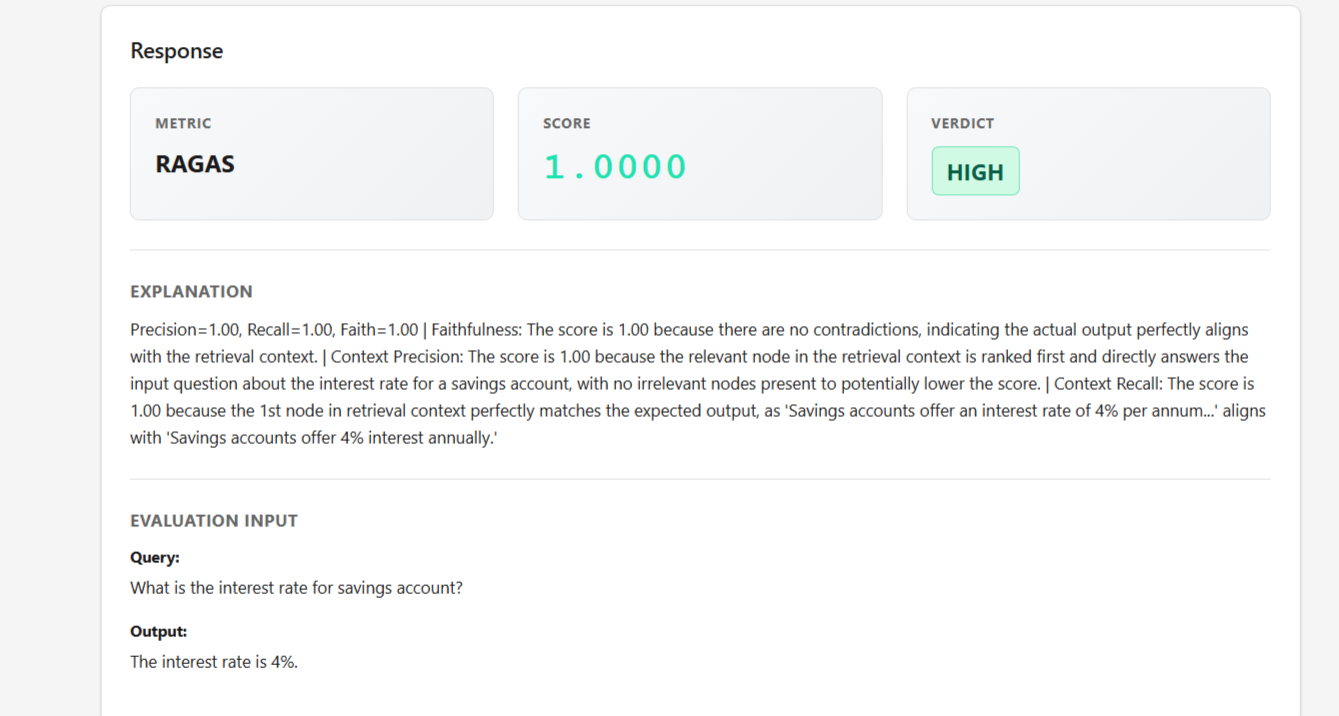 Response
METRIC
RAGAS
SCORE
1.0000
VERDICT
HIGH
EXPLANATION
Precision=1.00, Recall=1.00, Faith=1.00 | Faithfulness: The score is 1.00 because there are no contradictions, indicating the actual output perfectly aligns
with the retrieval context. | Context Precision: The score is 1.00 because the relevant node in the retrieval context is ranked first and directly answers the
input question about the interest rate for a savings account, with no irrelevant nodes present to potentially lower the score. | Context Recall: The score is
1.00 because the 1st node in retrieval context perfectly matches the expected output, as 'Savings accounts offer an interest rate of 4% per annum...' aligns
with 'Savings accounts offer 4% interest annually.'
EVALUATION INPUT
Query:
What is the interest rate for savings account?
Output:
The interest rate is 4%.